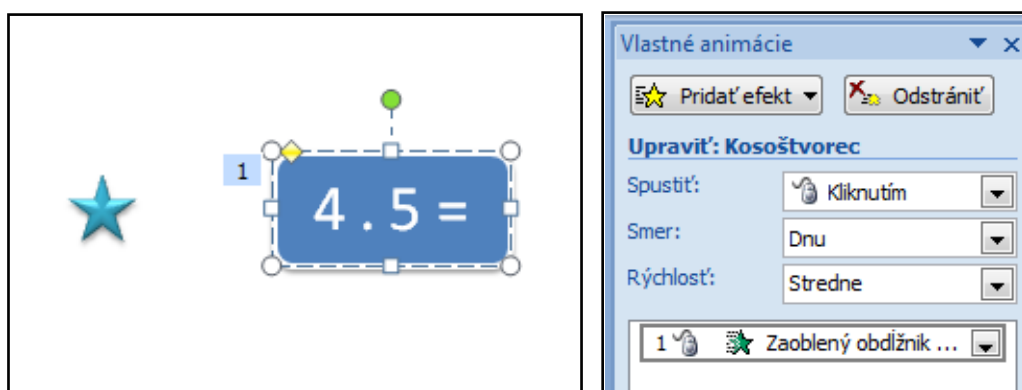 1
4.5=
Vlastné animácie
Pridať efekt
Odstrániť
Upraviť: Kosoštvorec
Spustiť: Kliknutím
Smer: Dnu
Rýchlosť: Stredne
1 Zaoblený obdĺžnik ...